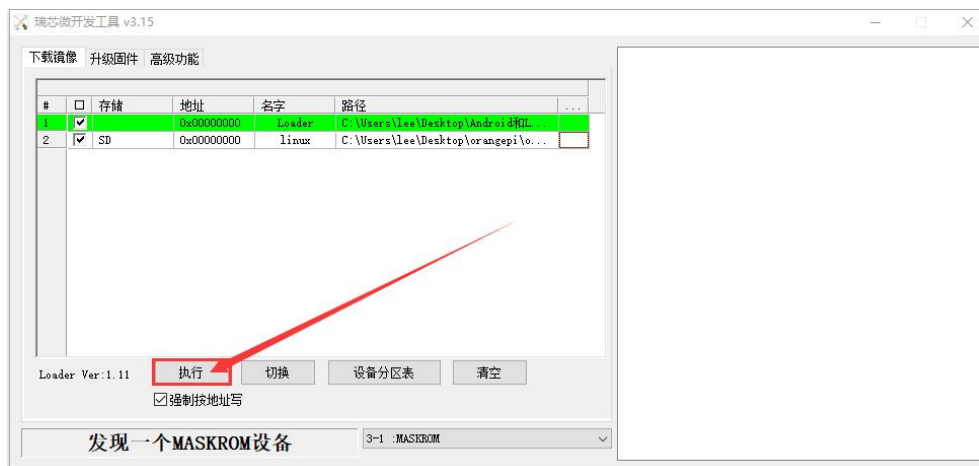 瑞芯微开发工具 v3.15
下载镜像 升级固件 高级功能
# 存储 地址 名字 路径 ...
1 0x00000000 Loader C:\Users\lee\Desktop\Android和L...
2 SD 0x00000000 linux C:\Users\lee\Desktop\orangepi\o...
Loader Ver:1.11 执行 切换 设备分区表 清空
强制按地址写
发现一个MASKROM设备 3-1 :MASKROM